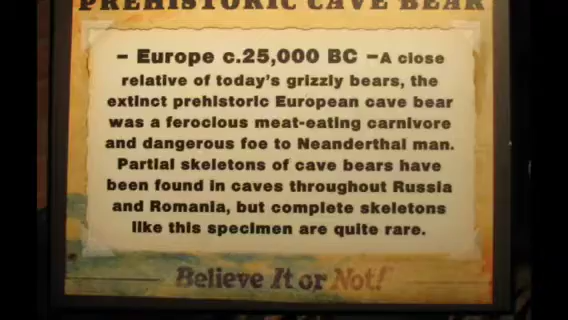 PREHISTORIC CAVE BEAR
– Europe c.25,000 BC –A close
relative of today's grizzly bears, the
extinct prehistoric European cave bear
was a ferocious meat-eating carnivore
and dangerous foe to Neanderthal man.
Partial skeletons of cave bears have
been found in caves throughout Russia
and Romania, but complete skeletons
like this specimen are quite rare.
Believe It or Not!